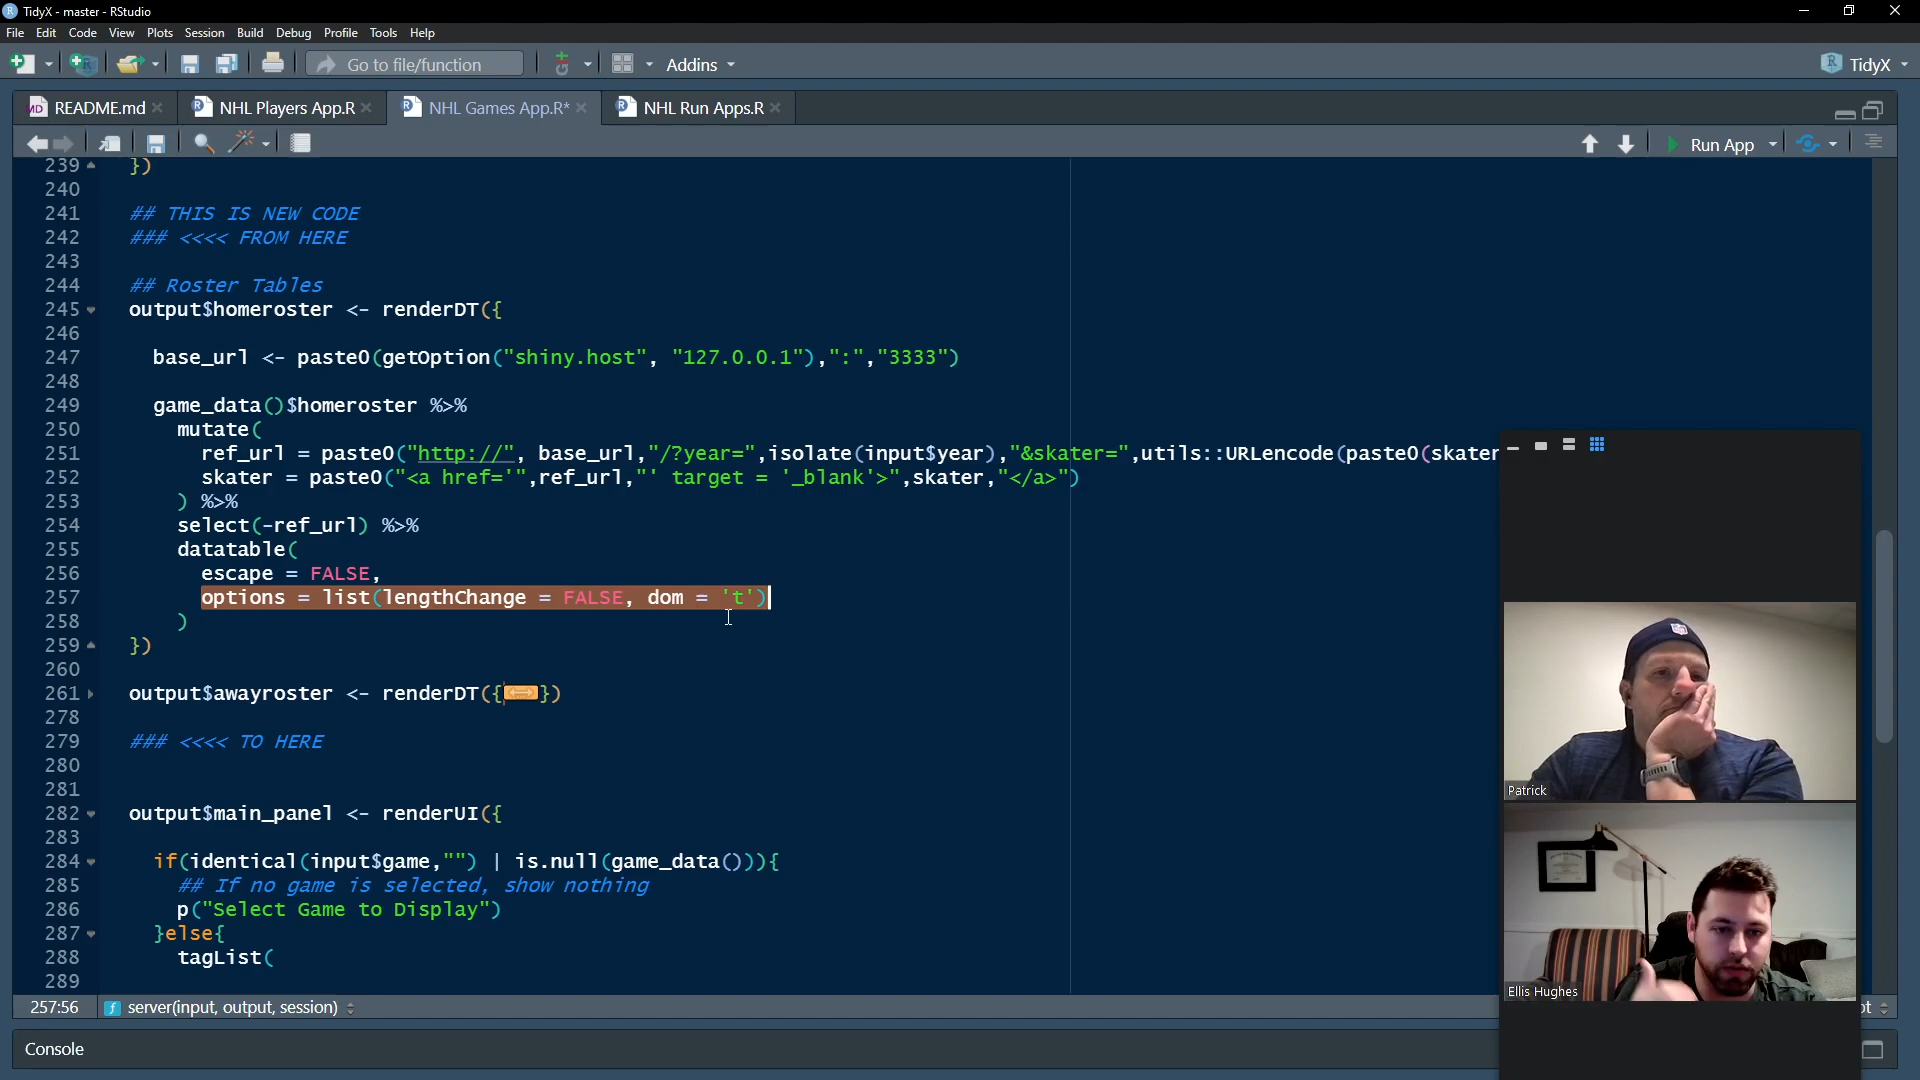 TidyX - master - RStudio
File Edit Code View Plots Session Build Debug Profile Tools Help
Go to file/function Addins TidyX
README.md NHL Players App.R NHL Games App.R* NHL Run Apps.R
Run App
239 })
240
241 ## THIS IS NEW CODE
242 ### <<<< FROM HERE
243
244 ## Roster Tables
245 output$homeroster <- renderDT({
246
247 base_url <- paste0(getOption("shiny.host", "127.0.0.1"),":","3333")
248
249 game_data()$homeroster %>%
250 mutate(
251 ref_url = paste0("http://", base_url,"/?year=",isolate(input$year),"&skater=",utils::URLencode(paste0(skater
252 skater = paste0("<a href='",ref_url,"' target = '_blank'>",skater,"</a>")
253 ) %>%
254 select(-ref_url) %>%
255 datatable(
256 escape = FALSE,
257 options = list(lengthChange = FALSE, dom = 't')
258 )
259 })
260
261 output$awayroster <- renderDT({ })
278
279 ### <<<< TO HERE
280
281
282 output$main_panel <- renderUI({
283
284 if(identical(input$game,"") | is.null(game_data())){
285 ## If no game is selected, show nothing
286 p("Select Game to Display")
287 }else{
288 tagList(
289
257:56 server(input, output, session)
Console
Patrick
Ellis Hughes